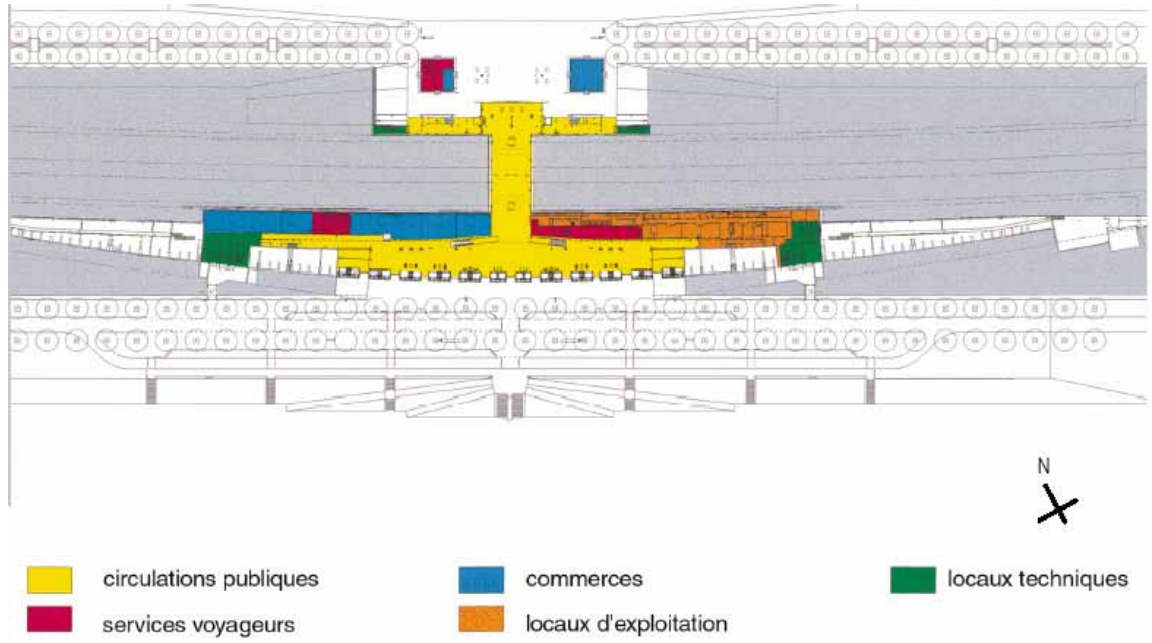 N
circulations publiques
commerces
locaux techniques
services voyageurs
locaux d'exploitation